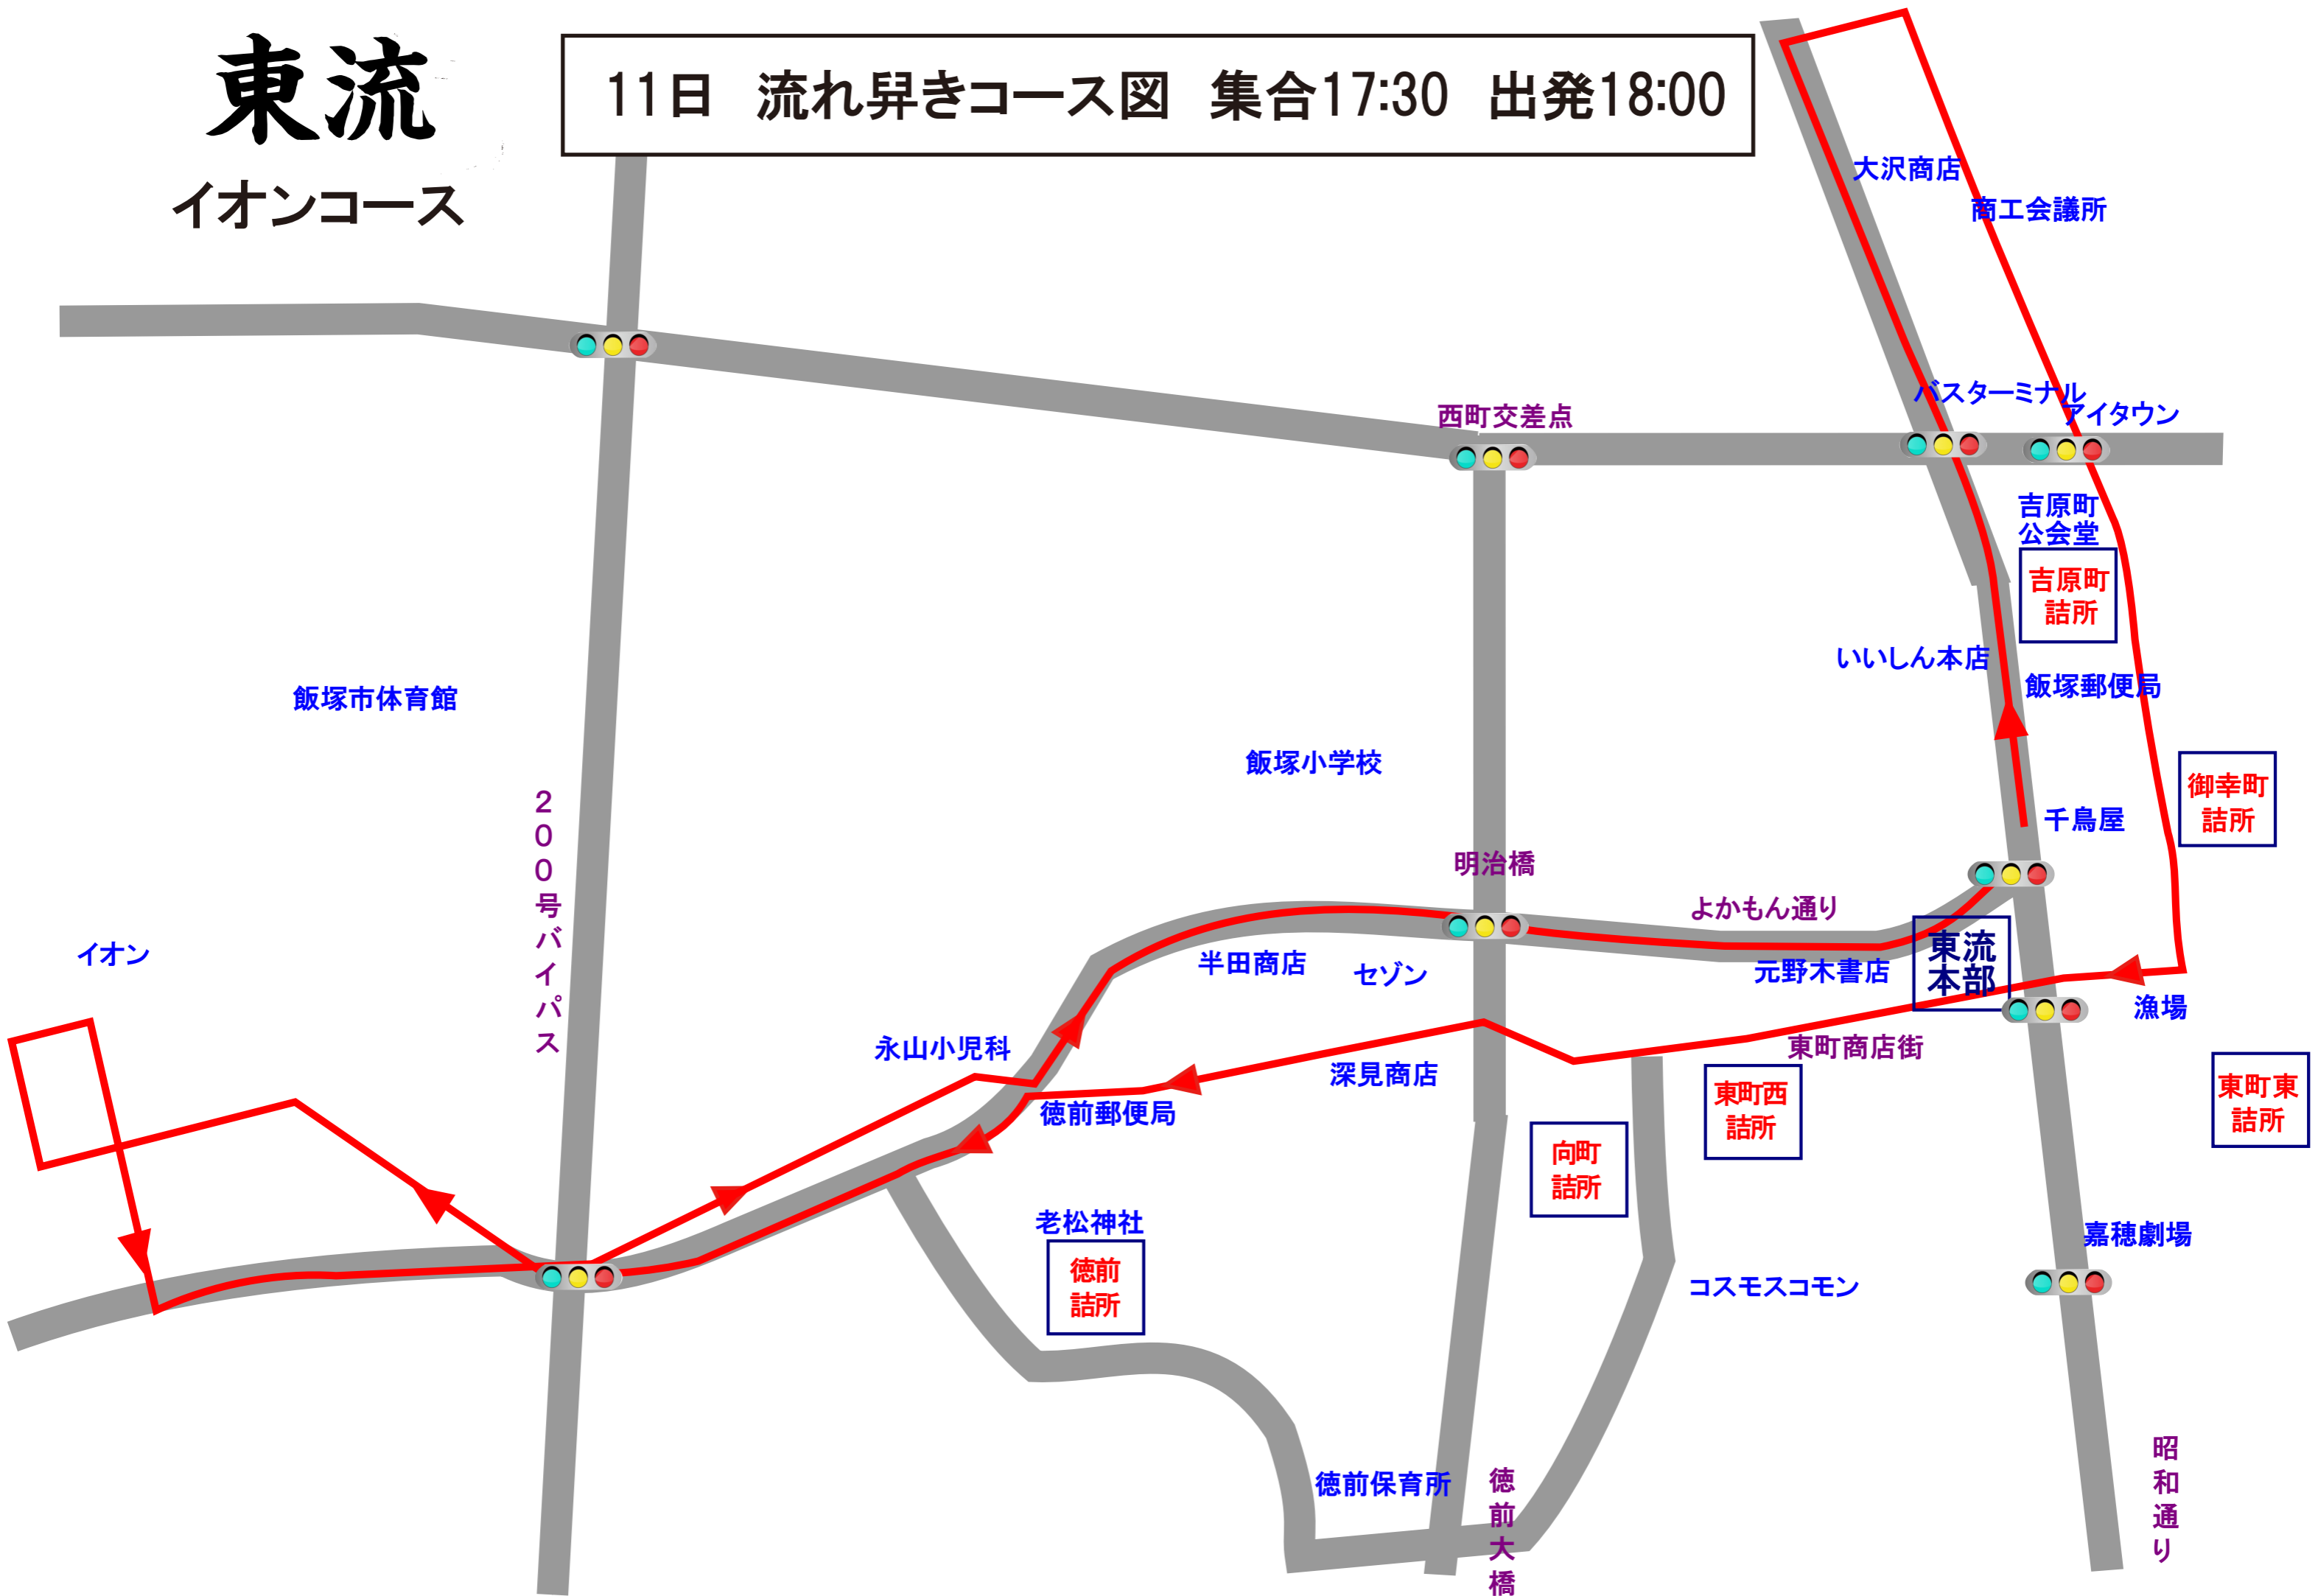 東流
イオンコース
11日　流れ舁きコース図　集合17:30　出発18:00
大沢商店
商工会議所
バスターミナル
アイタウン
西町交差点
吉原町
公会堂
吉原町
詰所
いいしん本店
飯塚郵便局
飯塚市体育館
飯塚小学校
御幸町
詰所
千鳥屋
200号バイパス
明治橋
よかもん通り
イオン
半田商店
セゾン
元野木書店
東流
本部
漁場
永山小児科
東町商店街
深見商店
徳前郵便局
東町西
詰所
東町東
詰所
向町
詰所
老松神社
徳前
詰所
嘉穂劇場
コスモスコモン
徳前保育所
徳前大橋
昭和通り